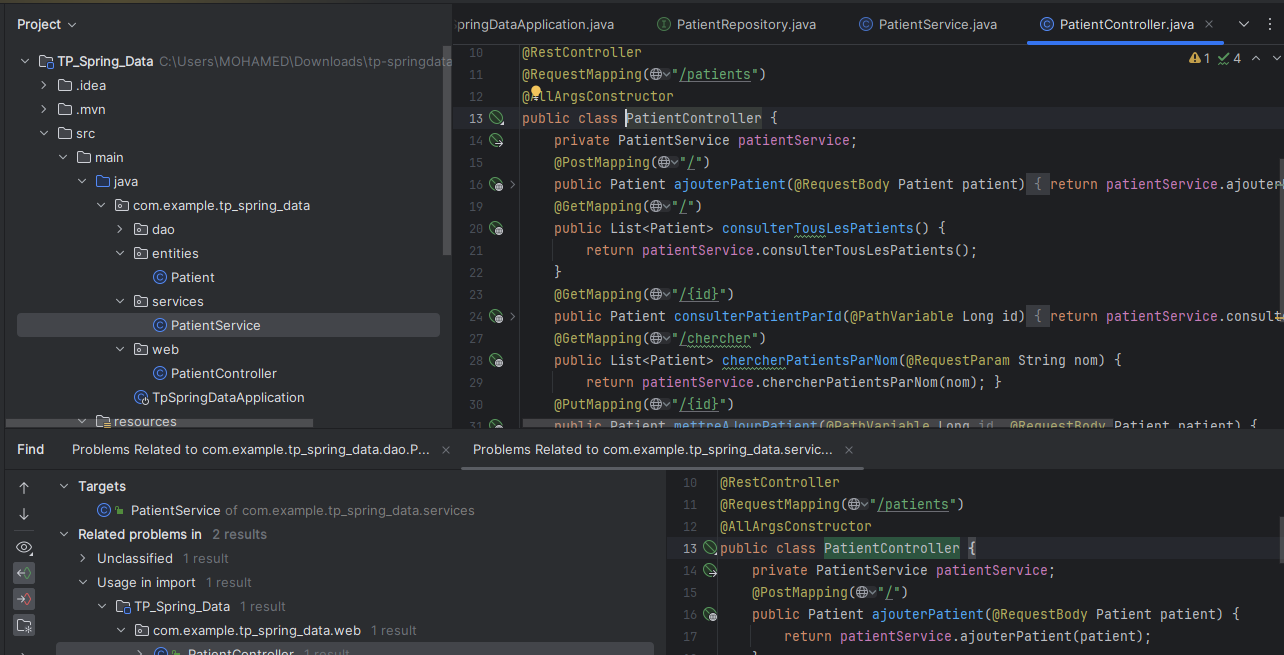 Project
TP_Spring_Data C:\Users\MOHAMED\Downloads\tp-springdata
.idea
.mvn
src
main
java
com.example.tp_spring_data
dao
entities
Patient
services
PatientService
web
PatientController
TpSpringDataApplication
resources
pringDataApplication.java PatientRepository.java PatientService.java PatientController.java
1 4
10 @RestController
11 @RequestMapping("/patients")
12 @AllArgsConstructor
13 public class PatientController {
14 private PatientService patientService;
15 @PostMapping("/")
16 public Patient ajouterPatient(@RequestBody Patient patient) { return patientService.ajouter
19 @GetMapping("/")
20 public List<Patient> consulterTousLesPatients() {
21 return patientService.consulterTousLesPatients();
22 }
23 @GetMapping("/{id}")
24 public Patient consulterPatientParId(@PathVariable Long id) { return patientService.consult
27 @GetMapping("/chercher")
28 public List<Patient> chercherPatientsParNom(@RequestParam String nom) {
29 return patientService.chercherPatientsParNom(nom); }
30 @PutMapping("/{id}")
31 public Patient mettreAJourPatient(@PathVariable Long id, @RequestBody Patient patient) {
Find Problems Related to com.example.tp_spring_data.dao.P... Problems Related to com.example.tp_spring_data.servic...
Targets
PatientService of com.example.tp_spring_data.services
Related problems in 2 results
Unclassified 1 result
Usage in import 1 result
TP_Spring_Data 1 result
com.example.tp_spring_data.web 1 result
PatientController 1 result
10 @RestController
11 @RequestMapping("/patients")
12 @AllArgsConstructor
13 public class PatientController {
14 private PatientService patientService;
15 @PostMapping("/")
16 public Patient ajouterPatient(@RequestBody Patient patient) {
17 return patientService.ajouterPatient(patient);